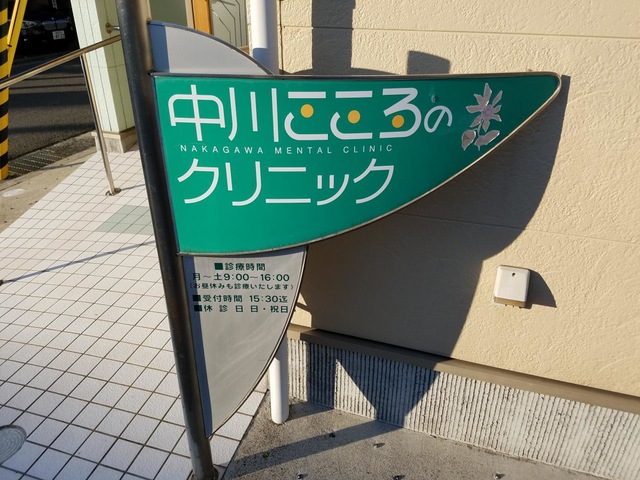 中川こころの
NAKAGAWA MENTAL CLINIC
クリニック
■診療時間
月～土9:00～16:00
(お昼休みも診療いたします)
■受付時間 15:30迄
■休診日 日・祝日